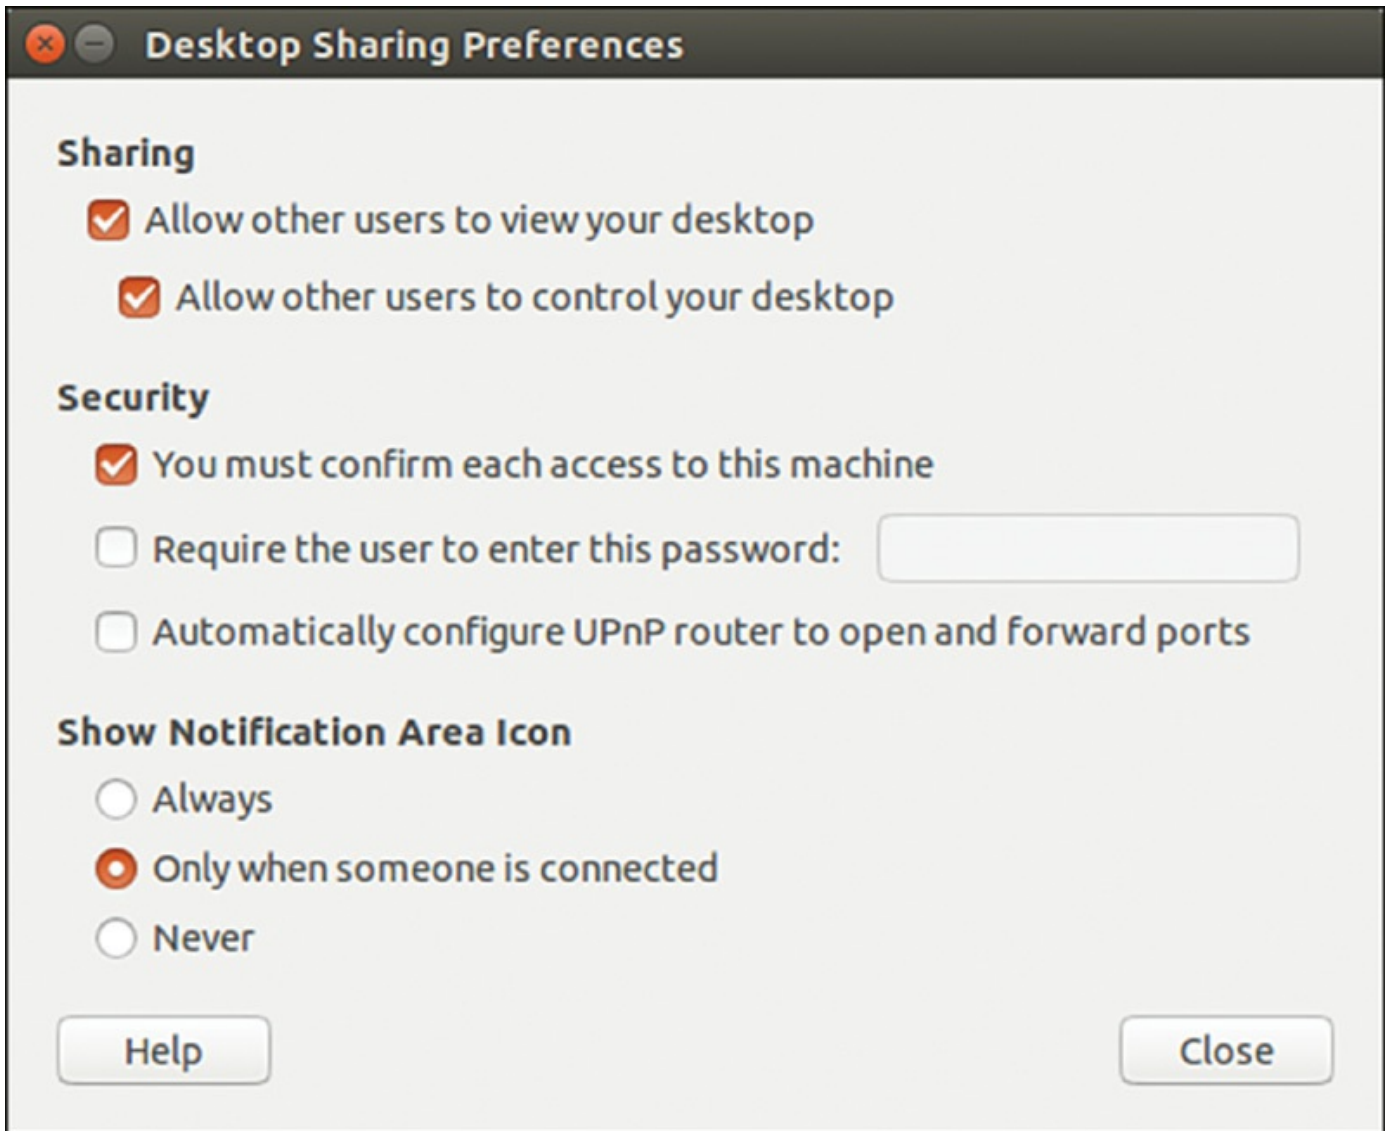 Desktop Sharing Preferences
Sharing
Allow other users to view your desktop
Allow other users to control your desktop
Security
You must confirm each access to this machine
Require the user to enter this password:
Automatically configure UPnP router to open and forward ports
Show Notification Area Icon
Always
Only when someone is connected
Never
Help
Close